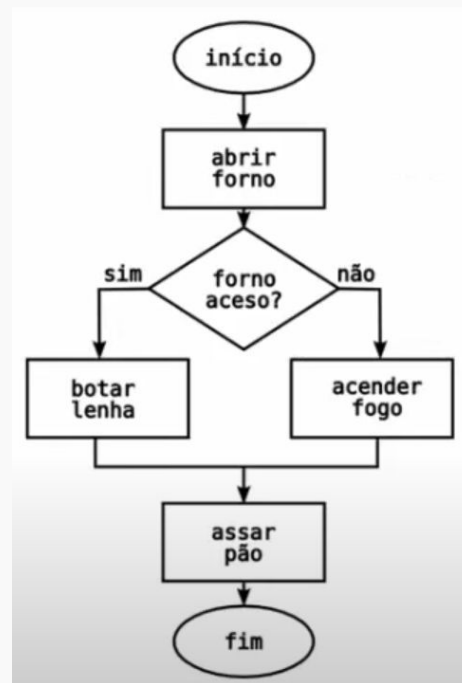 início
abrir
forno
sim
forno
aceso?
não
botar
lenha
acender
fogo
assar
pão
fim